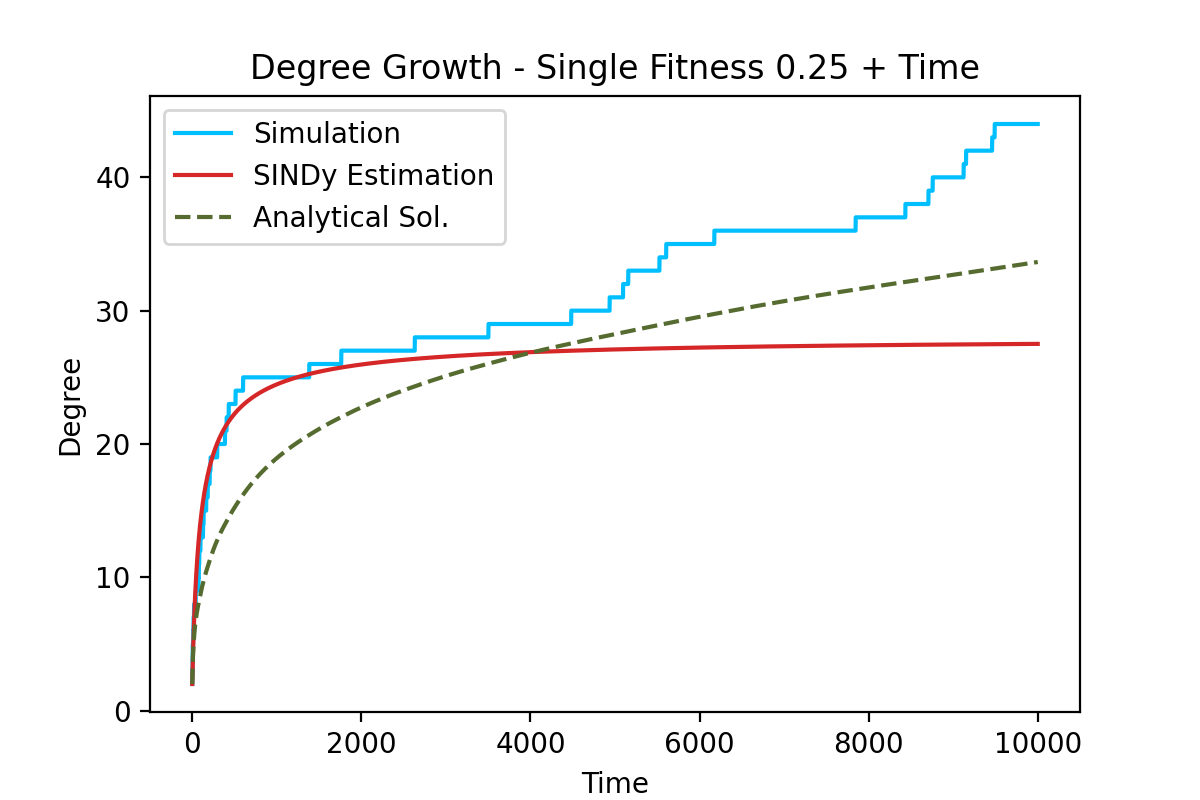 Degree Growth - Single Fitness 0.25 + Time
Simulation
SINDy Estimation
Analytical Sol.
Degree
40
30
20
10
0
0 2000 4000 6000 8000 10000
Time